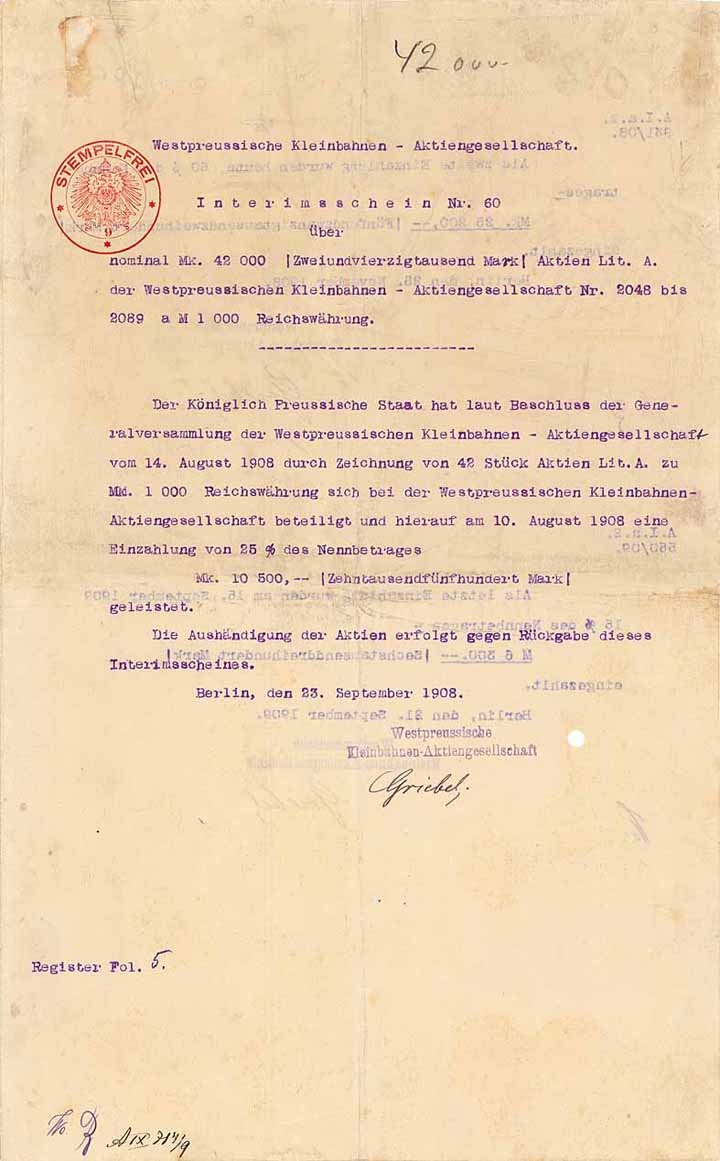 42 000.-
Westpreussische Kleinbahnen - Aktiengesellschaft.
STEMPELFREI
9
Interimsschein Nr. 60
über
nominal Mk. 42 000 |Zweiundvierzigtausend Mark| Aktien Lit. A.
der Westpreussischen Kleinbahnen - Aktiengesellschaft Nr. 2048 bis
2089 a M 1 000 Reichswährung.
-------------------------
Der Königlich Preussische Staat hat laut Beschluss der Gene-
ralversammlung der Westpreussischen Kleinbahnen - Aktiengesellschaft
vom 14. August 1908 durch Zeichnung von 42 Stück Aktien Lit.A. zu
Mk. 1 000 Reichswährung sich bei der Westpreussischen Kleinbahnen-
Aktiengesellschaft beteiligt und hierauf am 10. August 1908 eine
Einzahlung von 25 % des Nennbetrages
Mk. 10 500,-- |Zehntausendfünfhundert Mark|
geleistet.
Die Aushändigung der Aktien erfolgt gegen Rückgabe dieses
Interimsscheines.
Berlin, den 23. September 1908.
Westpreussische
Kleinbahnen-Aktiengesellschaft
Griebel.
Register Fol. 5.